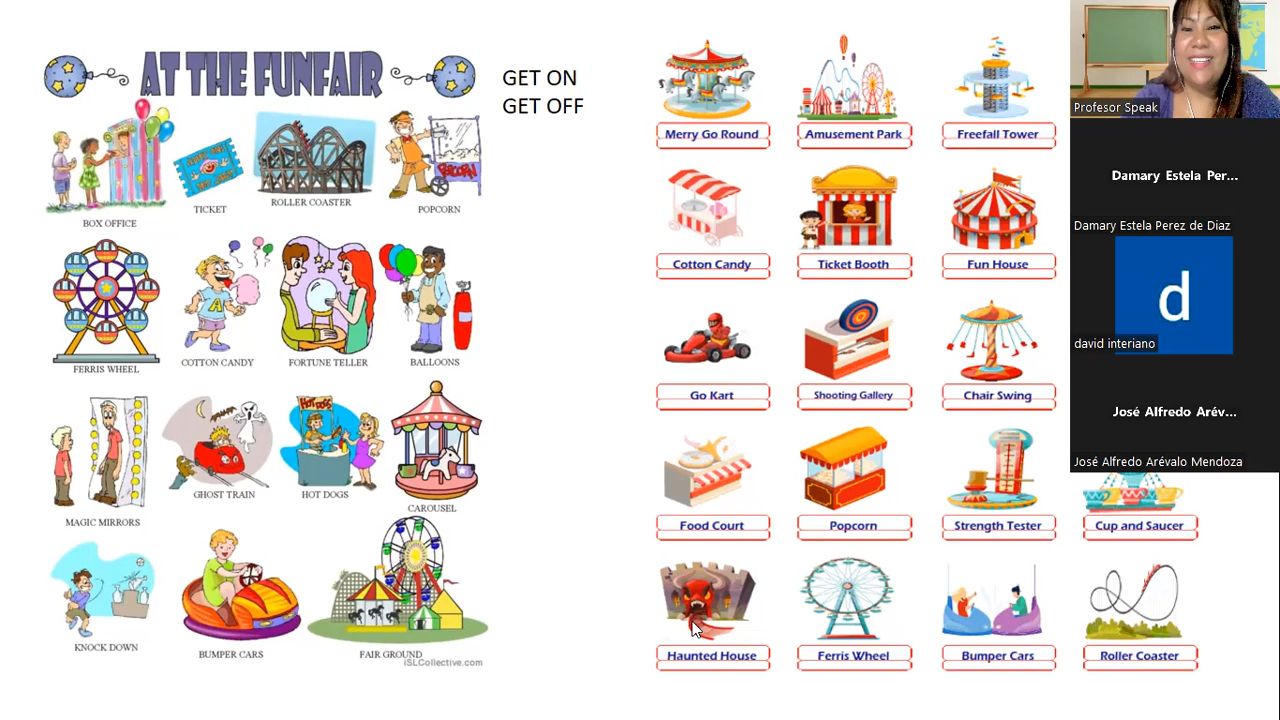 AT THE FUNFAIR
GET ON
GET OFF
BOX OFFICE
TICKET
ROLLER COASTER
POPCORN
POPCORN
FERRIS WHEEL
COTTON CANDY
A
FORTUNE TELLER
BALLOONS
MAGIC MIRRORS
GHOST TRAIN
HOT DOGS
HOT DOGS
CAROUSEL
KNOCK DOWN
BUMPER CARS
FAIR GROUND
iSLCollective.com
Merry Go Round
Amusement Park
Freefall Tower
Cotton Candy
Ticket Booth
Fun House
Go Kart
Shooting Gallery
Chair Swing
Food Court
Popcorn
Strength Tester
Cup and Saucer
Haunted House
Ferris Wheel
Bumper Cars
Roller Coaster
Profesor Speak
Damary Estela Per...
Damary Estela Perez de Diaz
d
david interiano
José Alfredo Arév...
José Alfredo Arévalo Mendoza